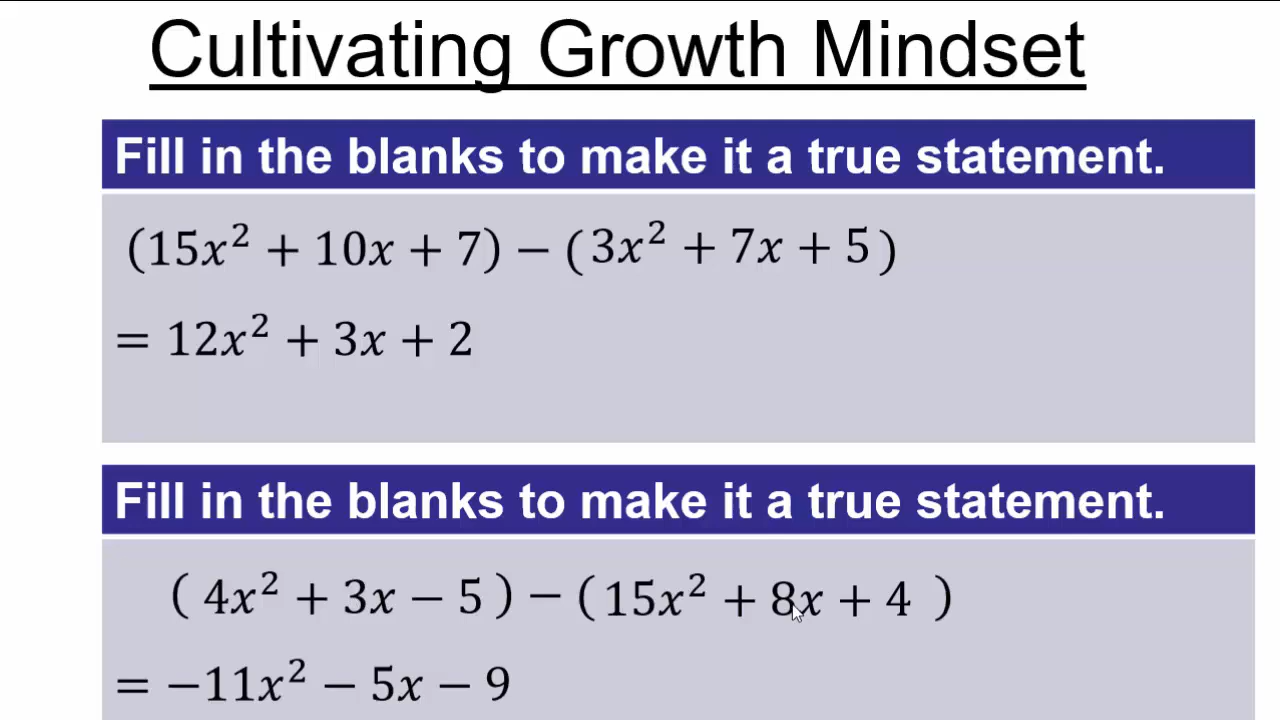 Cultivating Growth Mindset
Fill in the blanks to make it a true statement.
(15x² + 10x + 7) − (3x² + 7x + 5)
= 12x² + 3x + 2
Fill in the blanks to make it a true statement.
( 4x² + 3x − 5 ) − ( 15x² + 8x + 4 )
= −11x² − 5x − 9